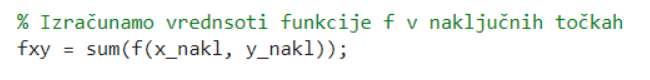 % Izračunamo vrednsoti funkcije f v naključnih točkah
fxy = sum(f(x_nakl, y_nakl));